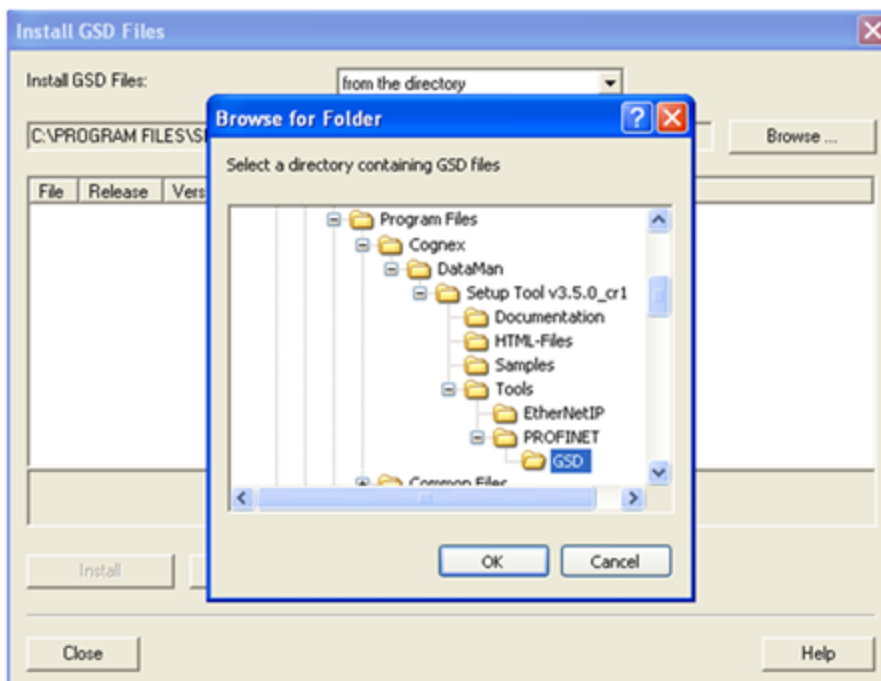 Install GSD Files
Install GSD Files:
from the directory
Browse for Folder
C:\PROGRAM FILES\
Browse ...
Select a directory containing GSD files
File Release
Program Files
Cognex
DataMan
Setup Tool v3.5.0_cr1
Documentation
HTML-Files
Samples
Tools
EtherNetIP
PROFINET
GSD
Common Files
OK Cancel
Install
Close Help